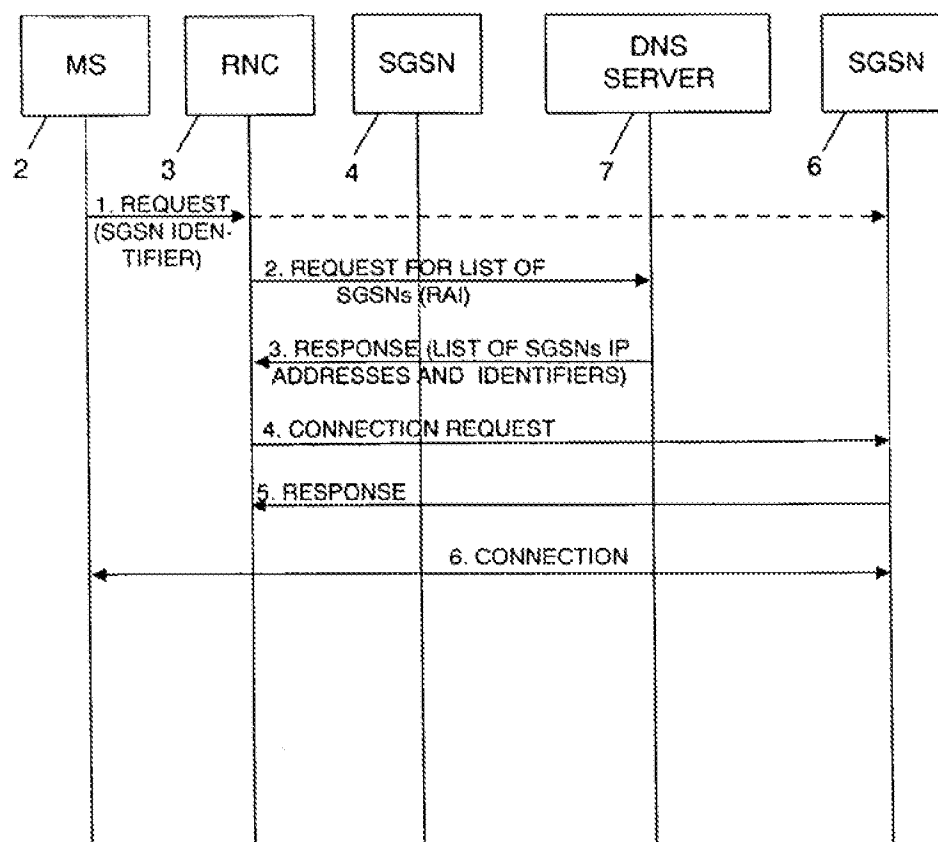 MS
RNC
SGSN
DNS
SERVER
SGSN
2
3
4
7
6
1. REQUEST
(SGSN IDEN-
TIFIER)
2. REQUEST FOR LIST OF
SGSNs (RAI)
3. RESPONSE (LIST OF SGSNs IP
ADDRESSES AND IDENTIFIERS)
4. CONNECTION REQUEST
5. RESPONSE
6. CONNECTION